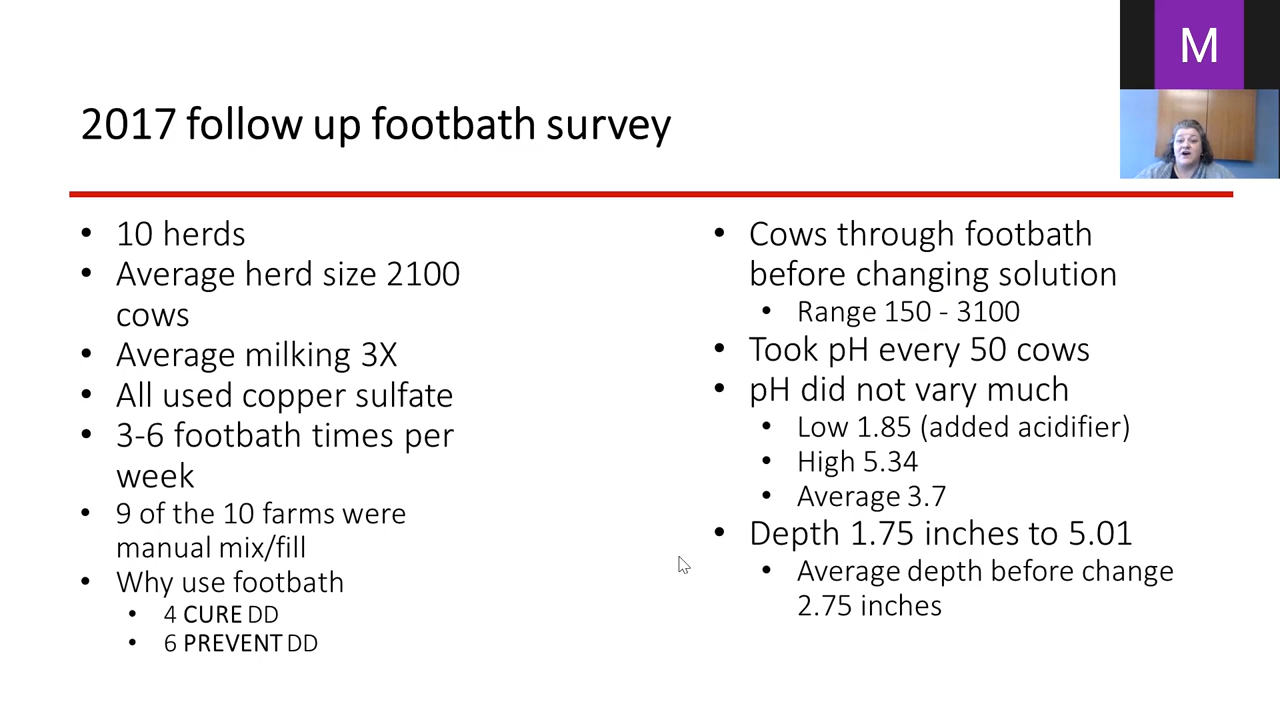 M
2017 follow up footbath survey
• 10 herds
• Average herd size 2100
cows
• Average milking 3X
• All used copper sulfate
• 3-6 footbath times per
week
• 9 of the 10 farms were
manual mix/fill
• Why use footbath
• 4 CURE DD
• 6 PREVENT DD
• Cows through footbath
before changing solution
• Range 150 - 3100
• Took pH every 50 cows
• pH did not vary much
• Low 1.85 (added acidifier)
• High 5.34
• Average 3.7
• Depth 1.75 inches to 5.01
• Average depth before change
2.75 inches